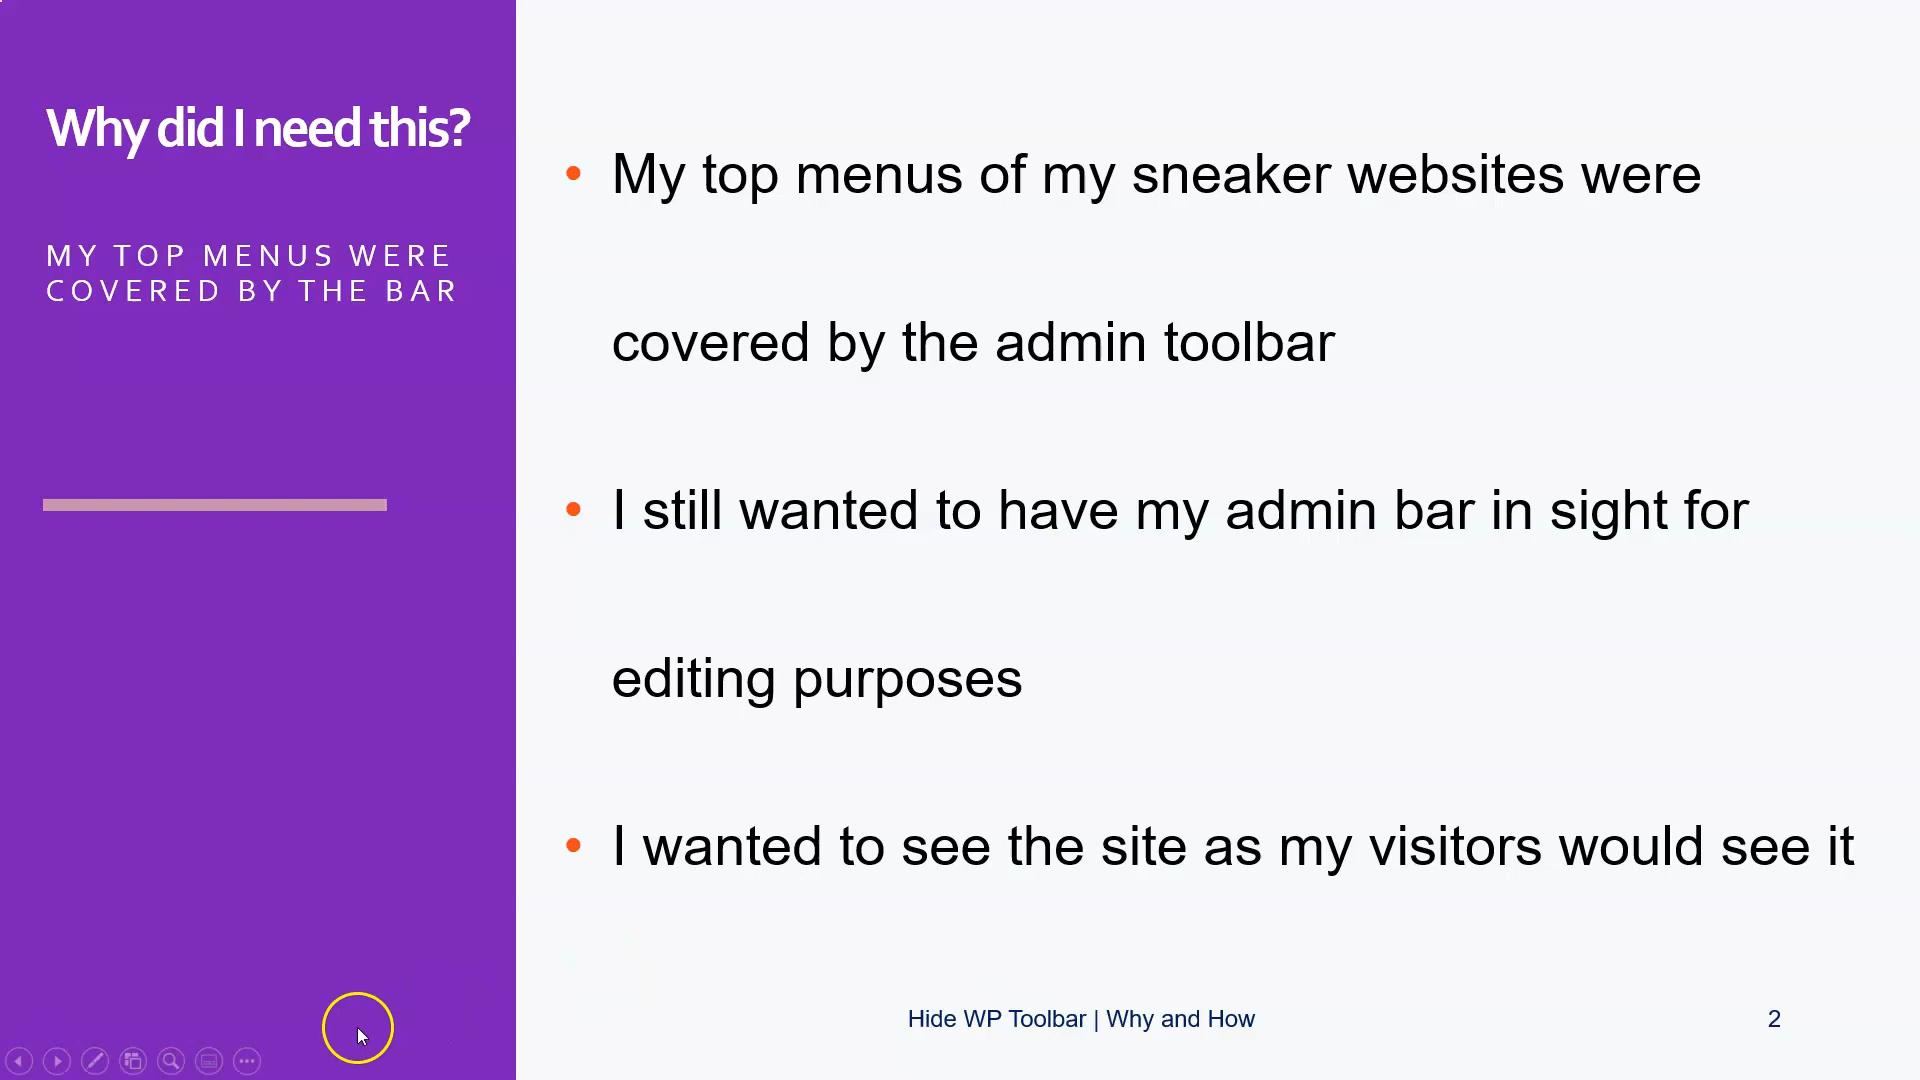 Why did I need this?
MY TOP MENUS WERE
COVERED BY THE BAR
• My top menus of my sneaker websites were
covered by the admin toolbar
• I still wanted to have my admin bar in sight for
editing purposes
• I wanted to see the site as my visitors would see it
Hide WP Toolbar | Why and How
2